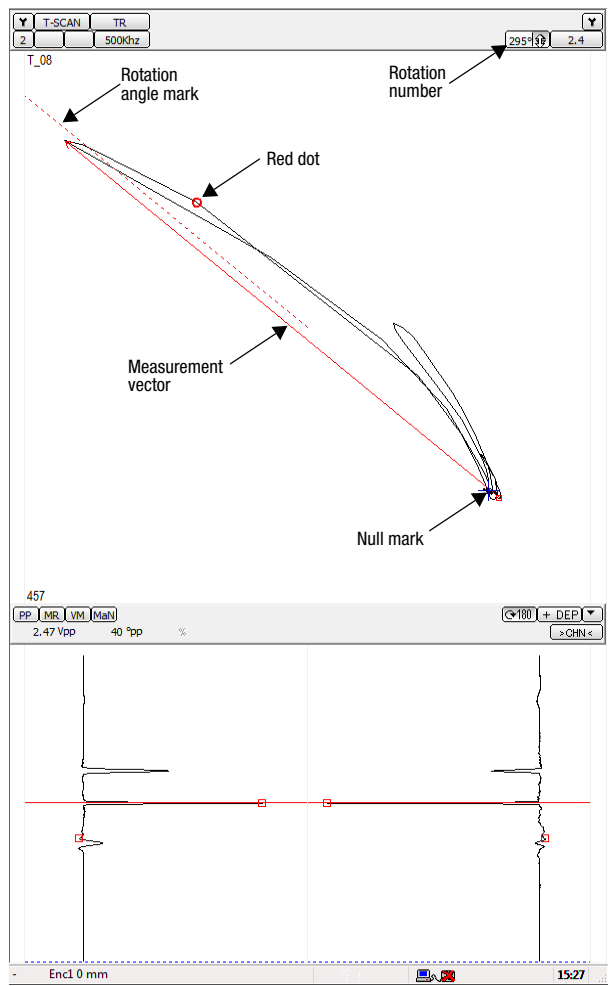 Y T-SCAN TR Y
2 500Khz 295° 2.4
T_08
Rotation
angle mark
Rotation
number
Red dot
Measurement
vector
Null mark
457
PP MR VM MaN 180 + DEP
2.47 Vpp 40 °pp % >CHN<
- Enc1 0 mm 15:27